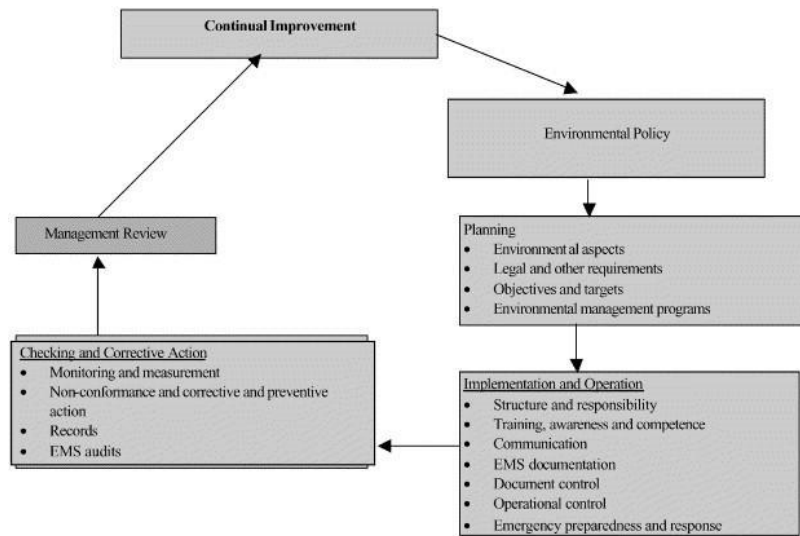 Continual Improvement
Environmental Policy
Planning
• Environmental aspects
• Legal and other requirements
• Objectives and targets
• Environmental management programs
Implementation and Operation
• Structure and responsibility
• Training, awareness and competence
• Communication
• EMS documentation
• Document control
• Operational control
• Emergency preparedness and response
Checking and Corrective Action
• Monitoring and measurement
• Non-conformance and corrective and preventive
action
• Records
• EMS audits
Management Review